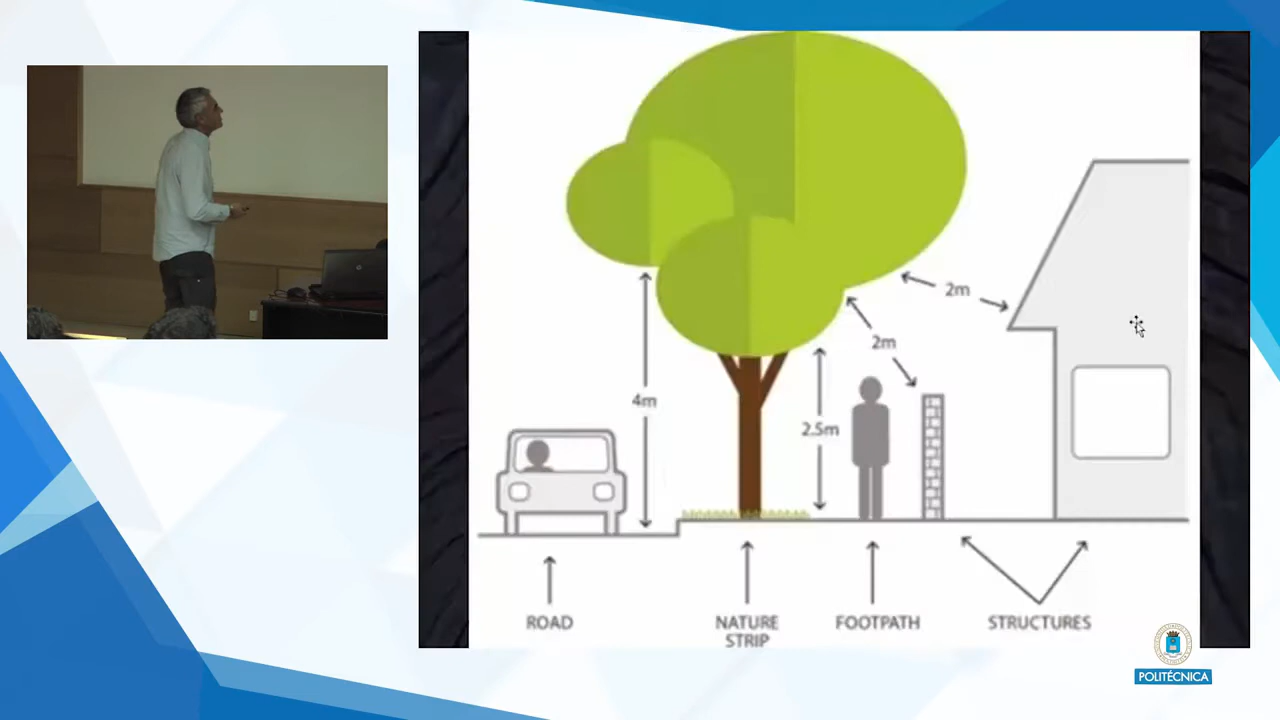 2m
2m
4m
2.5m
ROAD
NATURE
STRIP
FOOTPATH
STRUCTURES
POLITÉCNICA